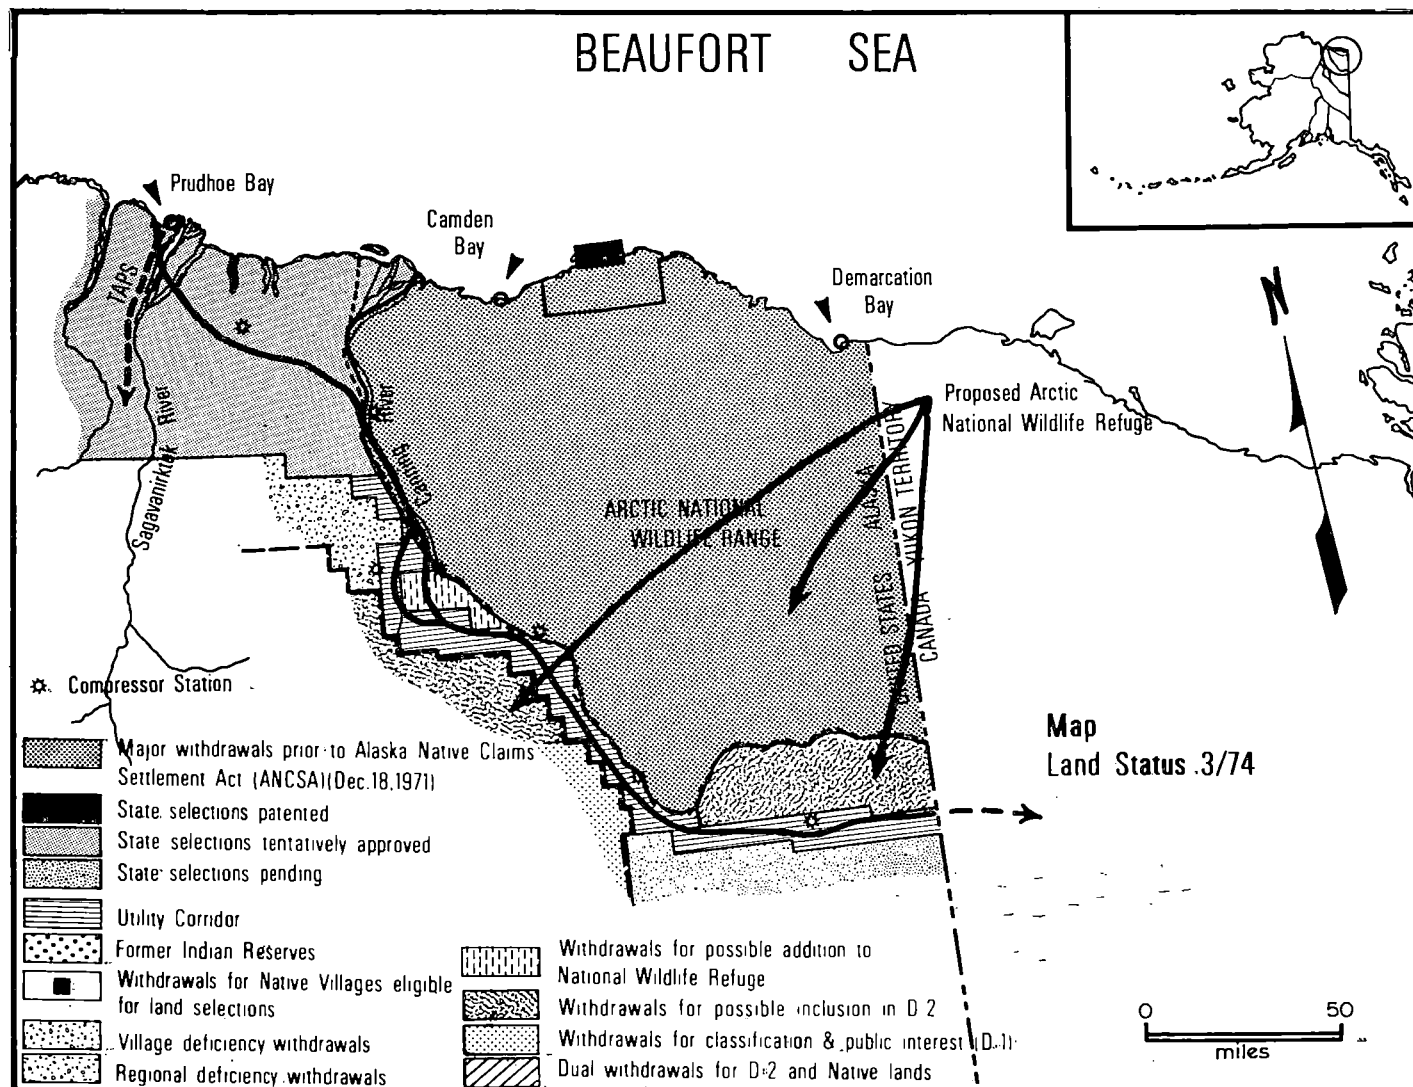 BEAUFORT SEA
Prudhoe Bay
Camden
Bay
Demarcation
Bay
N
TAPS
Sagavanirktok River
Canning River
Proposed Arctic
National Wildlife Refuge
ARCTIC NATIONAL
WILDLIFE RANGE
UNITED STATES ALASKA
CANADA YUKON TERRITORY
Compressor Station
Map
Land Status 3/74
Major withdrawals prior to Alaska Native Claims
Settlement Act (ANCSA)(Dec.18,1971)
State selections patented
State selections tentatively approved
State selections pending
Utility Corridor
Former Indian Reserves
Withdrawals for Native Villages eligible
for land selections
Village deficiency withdrawals
Regional deficiency withdrawals
Withdrawals for possible addition to
National Wildlife Refuge
Withdrawals for possible inclusion in D 2
Withdrawals for classification & public interest (D-1)
Dual withdrawals for D-2 and Native lands
0 50
miles